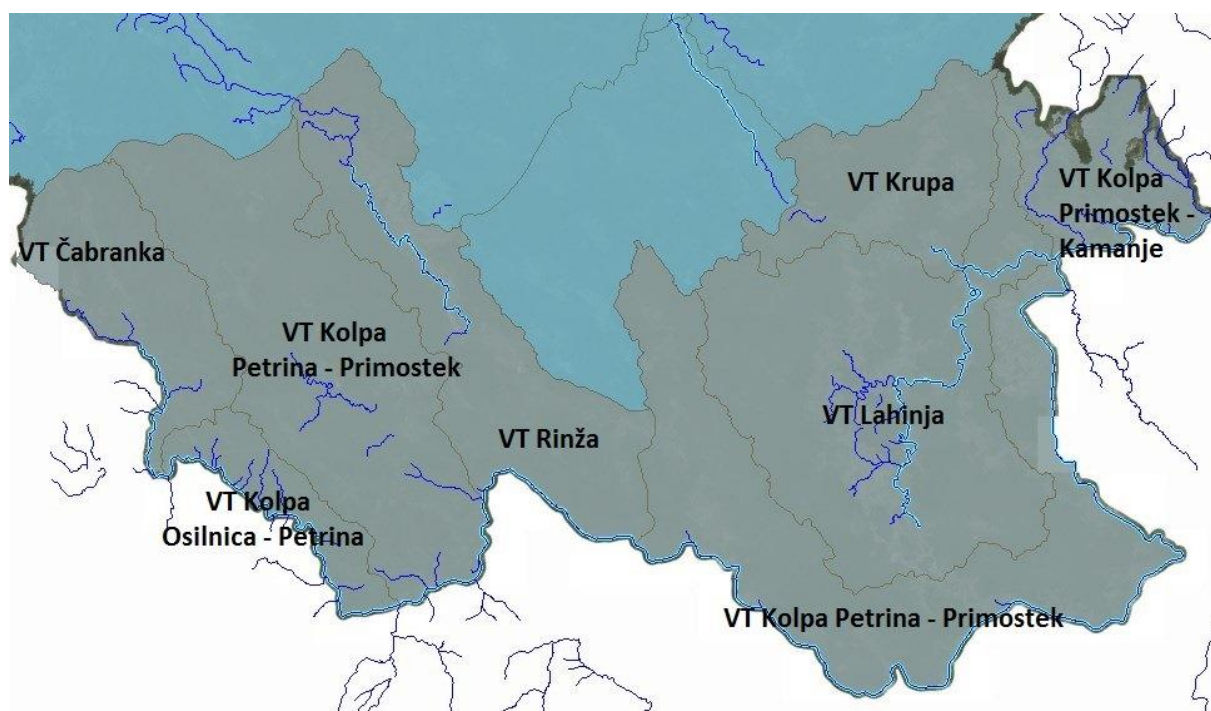 VT Krupa
VT Kolpa
Primostek -
Kamanje
VT Čabranka
VT Kolpa
Petrina - Primostek
VT Rinža
VT Lahinja
VT Kolpa
Osilnica - Petrina
VT Kolpa Petrina - Primostek